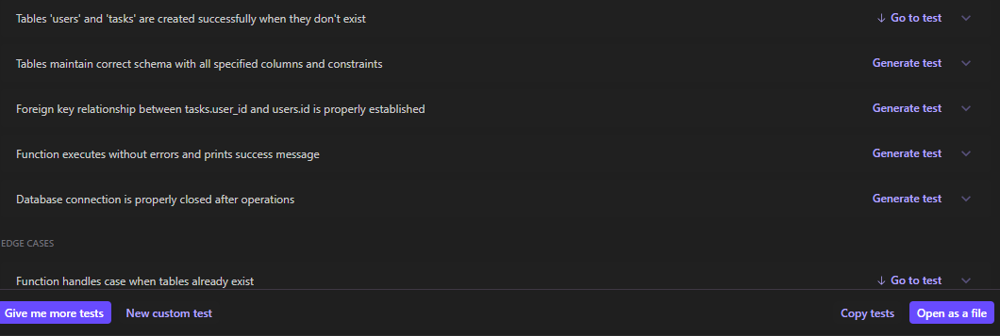 Tables 'users' and 'tasks' are created successfully when they don't exist
↓ Go to test
Tables maintain correct schema with all specified columns and constraints
Generate test
Foreign key relationship between tasks.user_id and users.id is properly established
Generate test
Function executes without errors and prints success message
Generate test
Database connection is properly closed after operations
Generate test
EDGE CASES
Function handles case when tables already exist
↓ Go to test
Give me more tests
New custom test
Copy tests
Open as a file